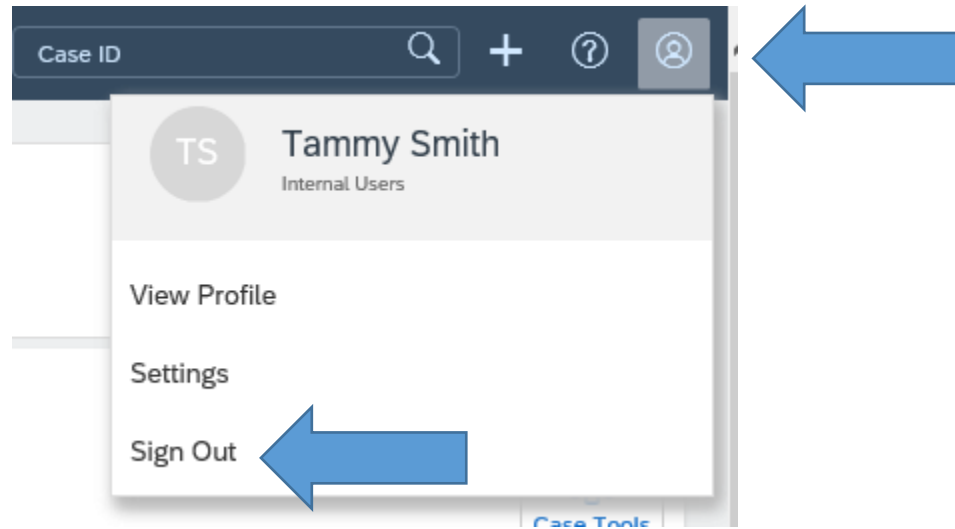 Case ID
TS
Tammy Smith
Internal Users
View Profile
Settings
Sign Out
Case Tools